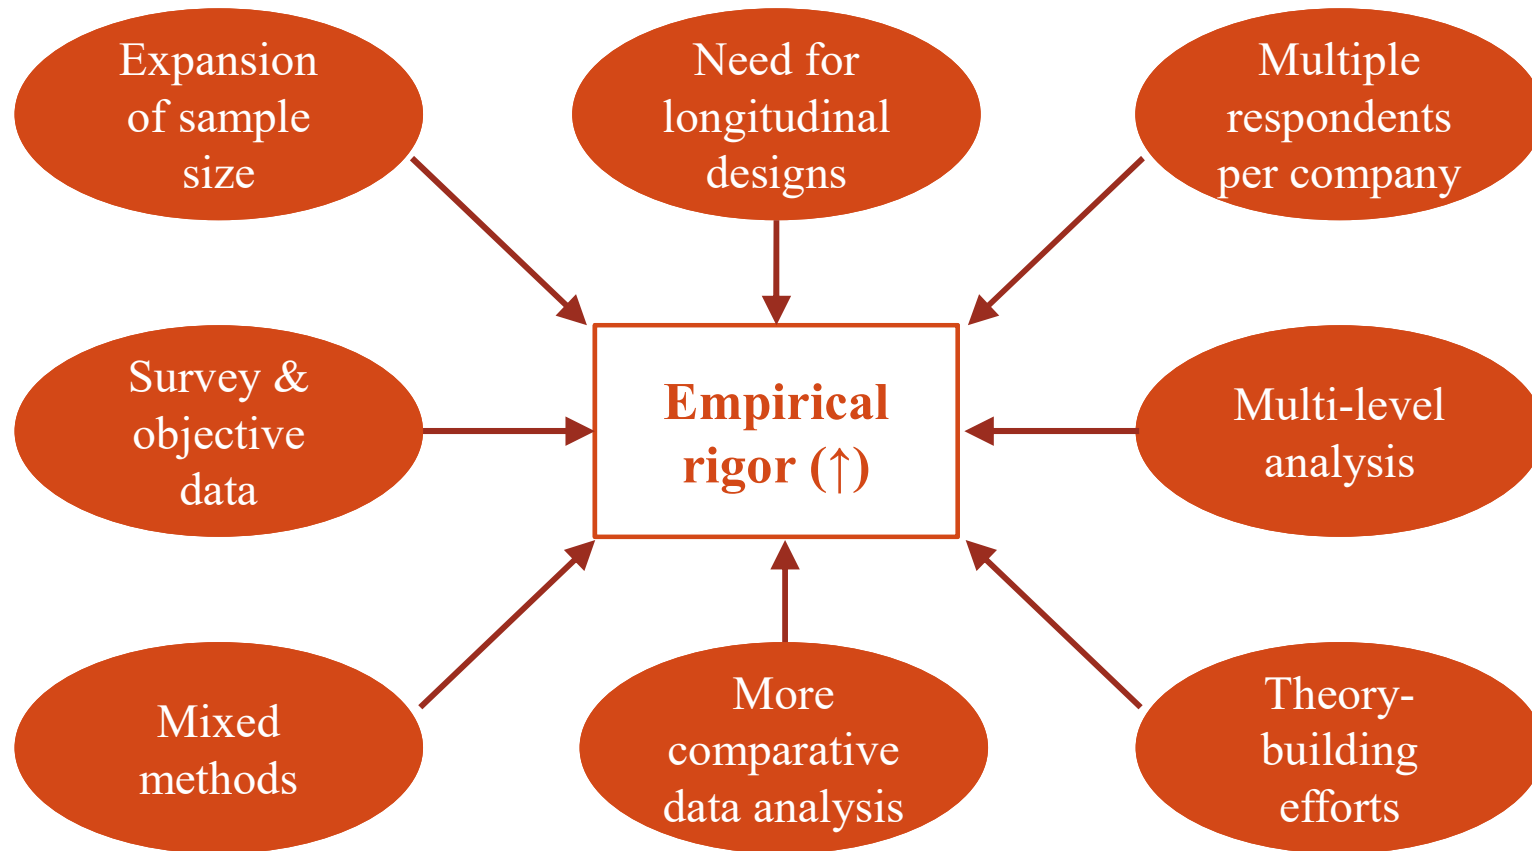 Expansion
of sample
size
Need for
longitudinal
designs
Multiple
respondents
per company
Survey &
objective
data
Empirical
rigor (↑)
Multi-level
analysis
Mixed
methods
More
comparative
data analysis
Theory-
building
efforts